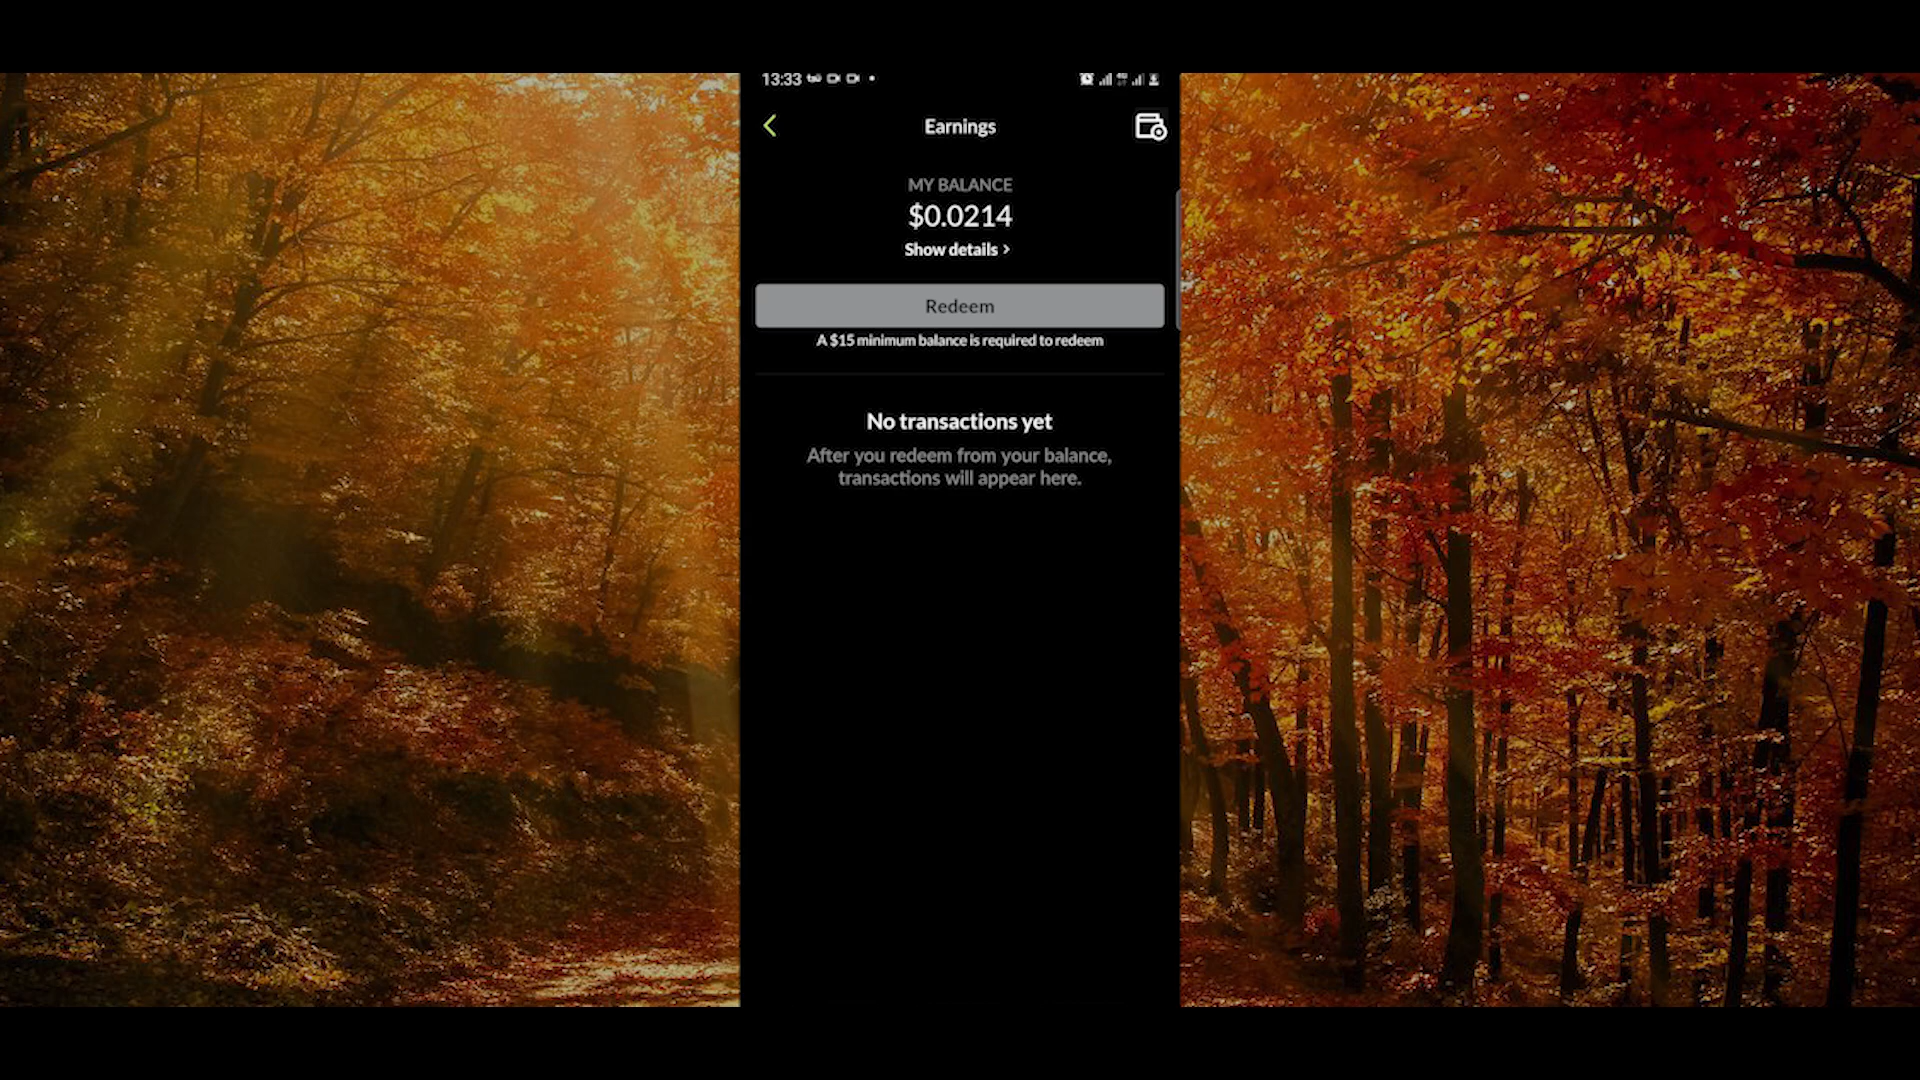 13:33
Earnings
MY BALANCE
$0.0214
Show details >
Redeem
A $15 minimum balance is required to redeem
No transactions yet
After you redeem from your balance,
transactions will appear here.